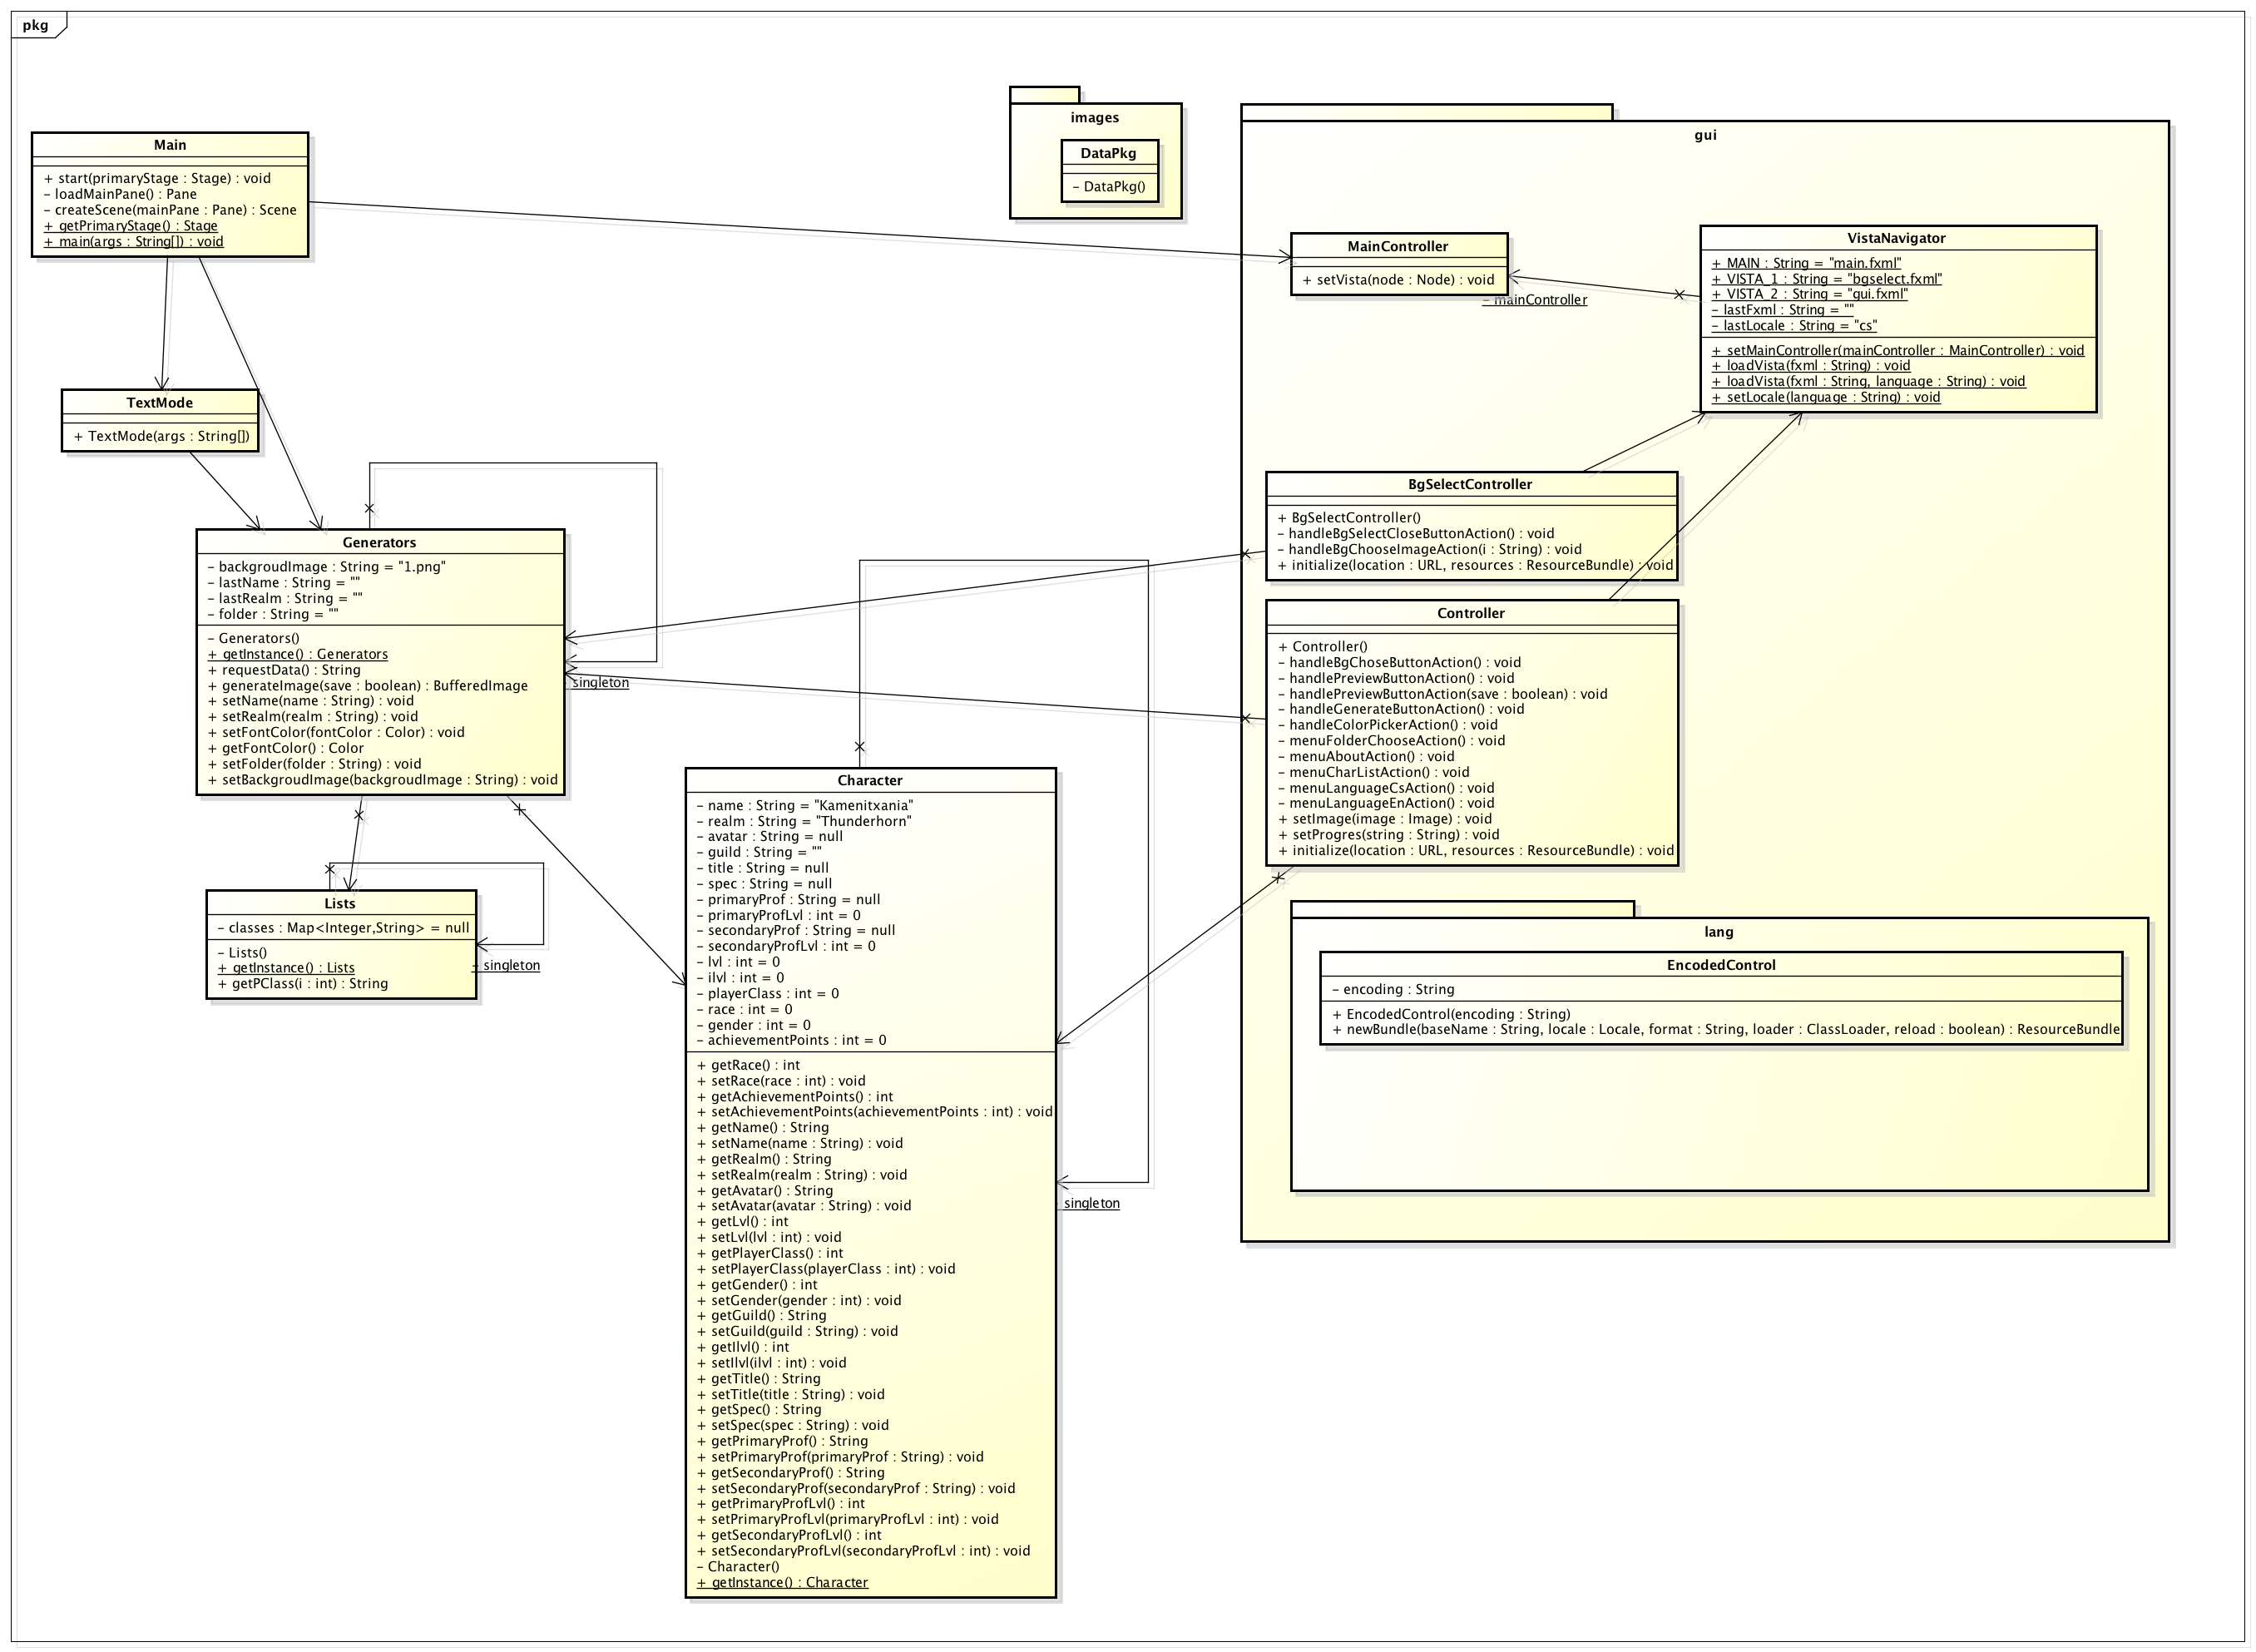 pkg
Main
+ start(primaryStage : Stage) : void
– loadMainPane() : Pane
– createScene(mainPane : Pane) : Scene
+ getPrimaryStage() : Stage
+ main(args : String[]) : void
TextMode
+ TextMode(args : String[])
Generators
– backgroudImage : String = "1.png"
– lastName : String = ""
– lastRealm : String = ""
– folder : String = ""
– Generators()
+ getInstance() : Generators
+ requestData() : String
+ generateImage(save : boolean) : BufferedImage
+ setName(name : String) : void
+ setRealm(realm : String) : void
+ setFontColor(fontColor : Color) : void
+ getFontColor() : Color
+ setFolder(folder : String) : void
+ setBackgroudImage(backgroudImage : String) : void
singleton
Lists
– classes : Map<Integer,String> = null
– Lists()
+ getInstance() : Lists
+ getPClass(i : int) : String
– singleton
Character
– name : String = "Kamenitxania"
– realm : String = "Thunderhorn"
– avatar : String = null
– guild : String = ""
– title : String = null
– spec : String = null
– primaryProf : String = null
– primaryProfLvl : int = 0
– secondaryProf : String = null
– secondaryProfLvl : int = 0
– lvl : int = 0
– ilvl : int = 0
– playerClass : int = 0
– race : int = 0
– gender : int = 0
– achievementPoints : int = 0
+ getRace() : int
+ setRace(race : int) : void
+ getAchievementPoints() : int
+ setAchievementPoints(achievementPoints : int) : void
+ getName() : String
+ setName(name : String) : void
+ getRealm() : String
+ setRealm(realm : String) : void
+ getAvatar() : String
+ setAvatar(avatar : String) : void
+ getLvl() : int
+ setLvl(lvl : int) : void
+ getPlayerClass() : int
+ setPlayerClass(playerClass : int) : void
+ getGender() : int
+ setGender(gender : int) : void
+ getGuild() : String
+ setGuild(guild : String) : void
+ getIlvl() : int
+ setIlvl(ilvl : int) : void
+ getTitle() : String
+ setTitle(title : String) : void
+ getSpec() : String
+ setSpec(spec : String) : void
+ getPrimaryProf() : String
+ setPrimaryProf(primaryProf : String) : void
+ getSecondaryProf() : String
+ setSecondaryProf(secondaryProf : String) : void
+ getPrimaryProfLvl() : int
+ setPrimaryProfLvl(primaryProfLvl : int) : void
+ getSecondaryProfLvl() : int
+ setSecondaryProfLvl(secondaryProfLvl : int) : void
– Character()
+ getInstance() : Character
singleton
images
DataPkg
– DataPkg()
gui
MainController
+ setVista(node : Node) : void
– mainController
VistaNavigator
+ MAIN : String = "main.fxml"
+ VISTA_1 : String = "bgselect.fxml"
+ VISTA_2 : String = "gui.fxml"
– lastFxml : String = ""
– lastLocale : String = "cs"
+ setMainController(mainController : MainController) : void
+ loadVista(fxml : String) : void
+ loadVista(fxml : String, language : String) : void
+ setLocale(language : String) : void
BgSelectController
+ BgSelectController()
– handleBgSelectCloseButtonAction() : void
– handleBgChooseImageAction(i : String) : void
+ initialize(location : URL, resources : ResourceBundle) : void
Controller
+ Controller()
– handleBgChoseButtonAction() : void
– handlePreviewButtonAction() : void
– handlePreviewButtonAction(save : boolean) : void
– handleGenerateButtonAction() : void
– handleColorPickerAction() : void
– menuFolderChooseAction() : void
– menuAboutAction() : void
– menuCharListAction() : void
– menuLanguageCsAction() : void
– menuLanguageEnAction() : void
+ setImage(image : Image) : void
+ setProgres(string : String) : void
+ initialize(location : URL, resources : ResourceBundle) : void
lang
EncodedControl
– encoding : String
+ EncodedControl(encoding : String)
+ newBundle(baseName : String, locale : Locale, format : String, loader : ClassLoader, reload : boolean) : ResourceBundle